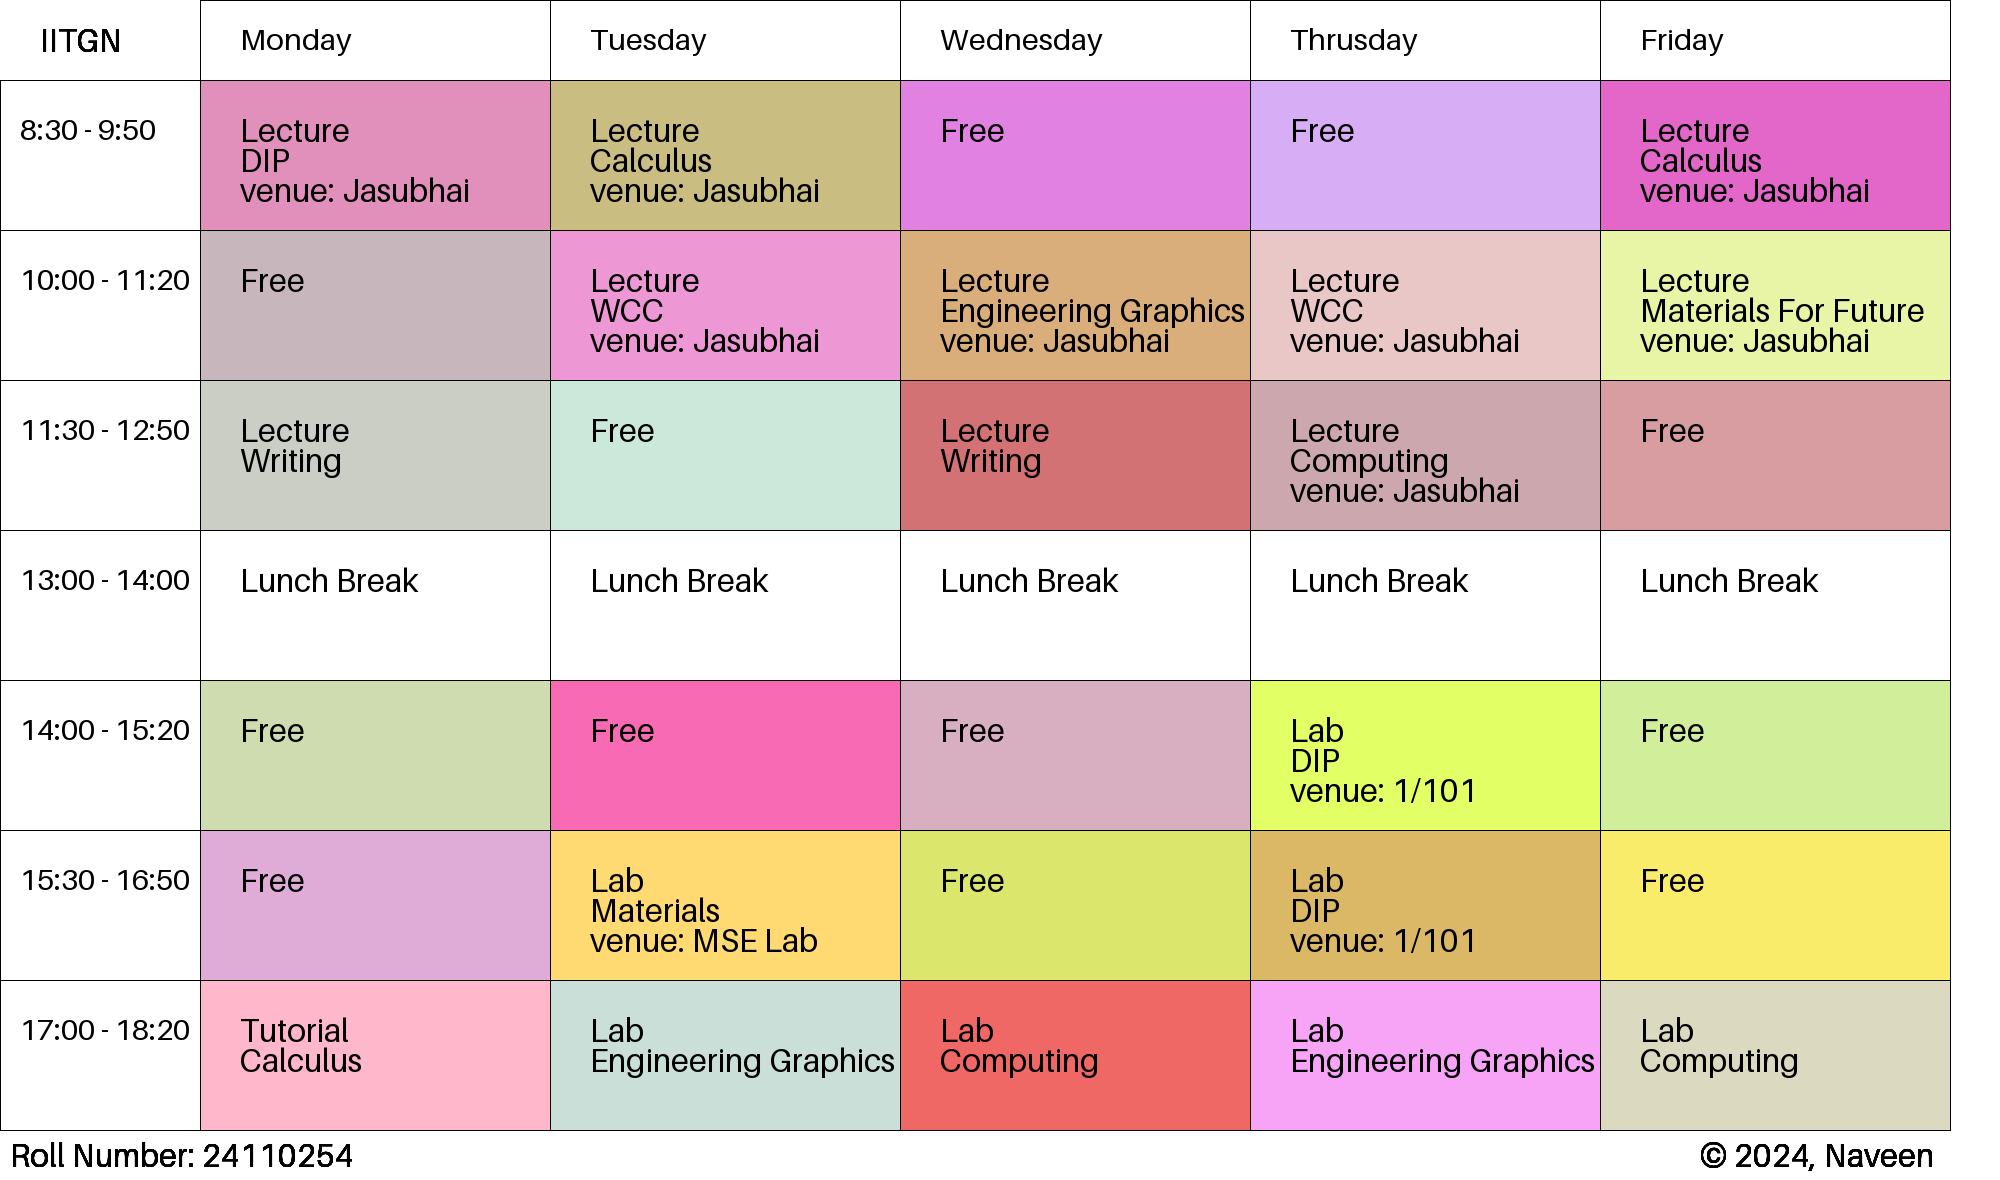 IITGN Monday Tuesday Wednesday Thrusday Friday
8:30 - 9:50
Lecture
DIP
venue: Jasubhai
Lecture
Calculus
venue: Jasubhai
Free
Free
Lecture
Calculus
venue: Jasubhai
10:00 - 11:20
Free
Lecture
WCC
venue: Jasubhai
Lecture
Engineering Graphics
venue: Jasubhai
Lecture
WCC
venue: Jasubhai
Lecture
Materials For Future
venue: Jasubhai
11:30 - 12:50
Lecture
Writing
Free
Lecture
Writing
Lecture
Computing
venue: Jasubhai
Free
13:00 - 14:00
Lunch Break
Lunch Break
Lunch Break
Lunch Break
Lunch Break
14:00 - 15:20
Free
Free
Free
Lab
DIP
venue: 1/101
Free
15:30 - 16:50
Free
Lab
Materials
venue: MSE Lab
Free
Lab
DIP
venue: 1/101
Free
17:00 - 18:20
Tutorial
Calculus
Lab
Engineering Graphics
Lab
Computing
Lab
Engineering Graphics
Lab
Computing
Roll Number: 24110254
© 2024, Naveen